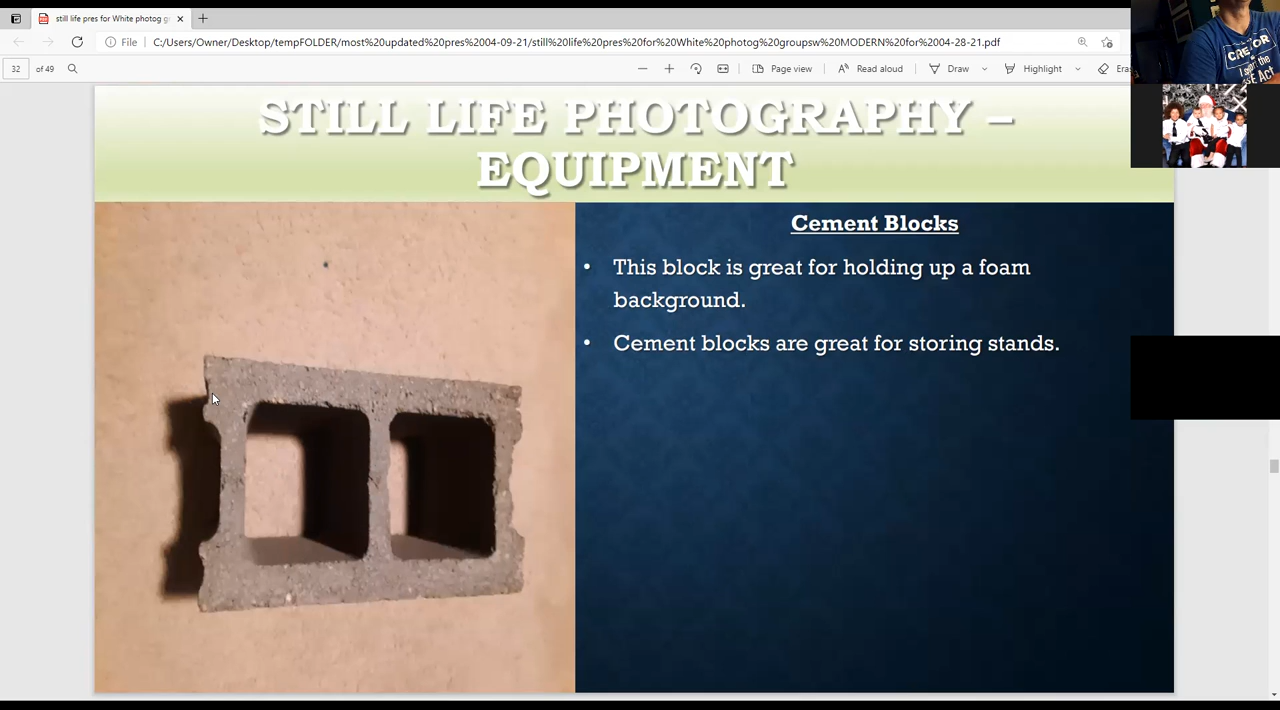 still life pres for White photog g
File
C:/Users/Owner/Desktop/tempFOLDER/most%20updated%20pres%2004-09-21/still%20life%20pres%20for%20White%20photog%20groupsw%20MODERN%20for%2004-28-21.pdf
32 of 49
Page view
Read aloud
Draw
Highlight
STILL LIFE PHOTOGRAPHY –
EQUIPMENT
Cement Blocks
• This block is great for holding up a foam
background.
• Cement blocks are great for storing stands.